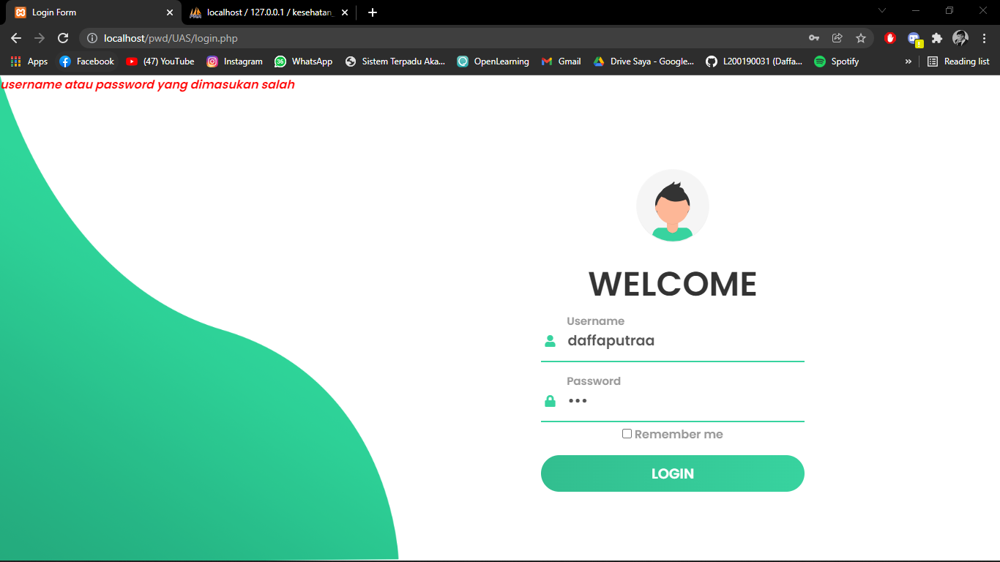 Login Form
localhost / 127.0.0.1 / kesehatan_
localhost/pwd/UAS/login.php
Apps Facebook (47) YouTube Instagram 36 WhatsApp Sistem Terpadu Aka... OpenLearning Gmail Drive Saya - Google... L200190031 (Daffa... Spotify » Reading list
username atau password yang dimasukan salah
WELCOME
Username
daffaputraa
Password
•••
Remember me
LOGIN